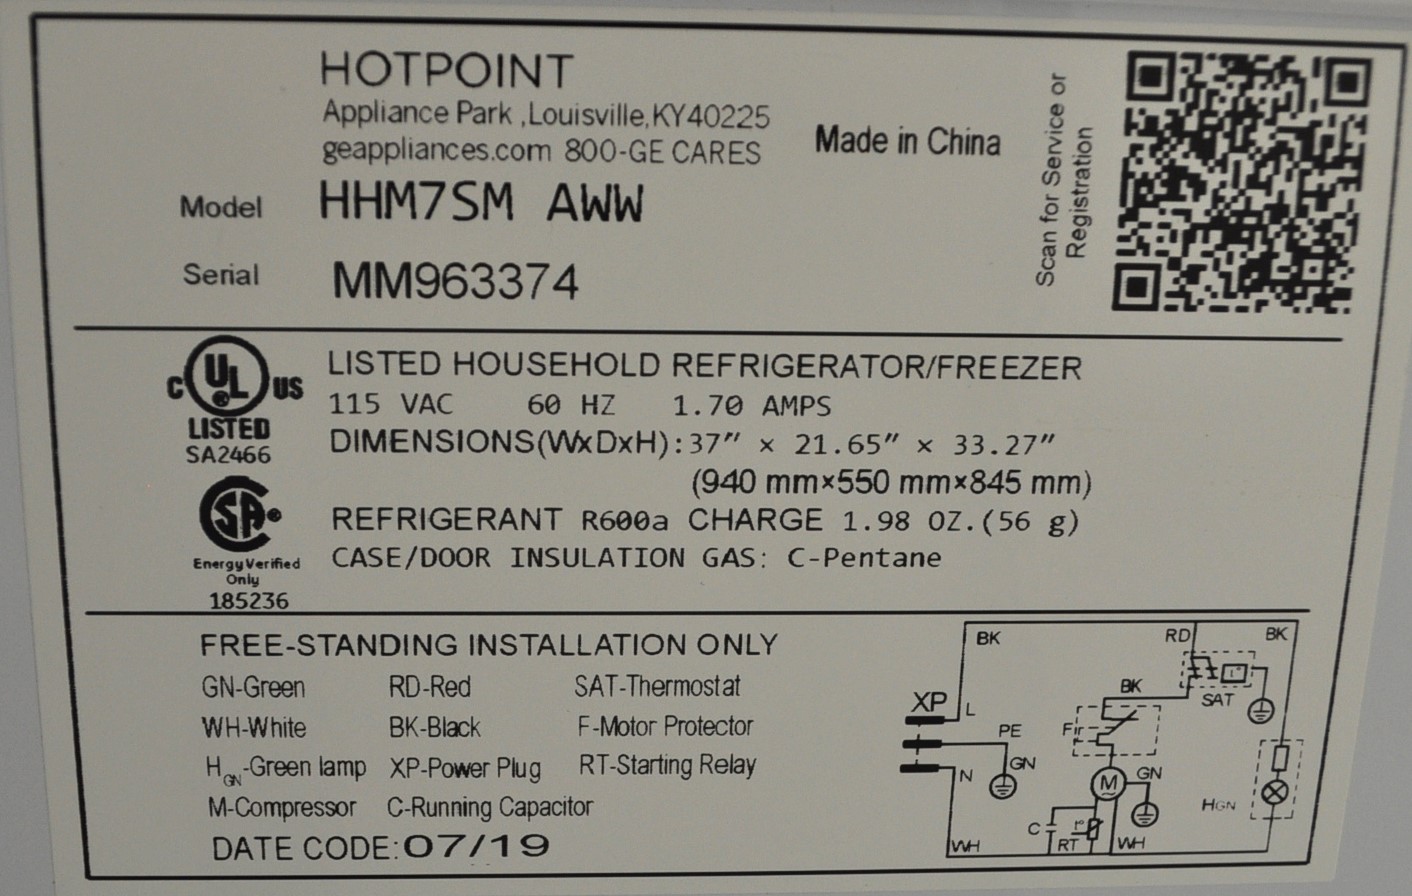 HOTPOINT
Appliance Park ,Louisville,KY40225
geappliances.com 800-GE CARES
Made in China
Scan for Service or
Registration
Model HHM7SM AWW
Serial MM963374
C UL US
LISTED
SA2466
LISTED HOUSEHOLD REFRIGERATOR/FREEZER
115 VAC 60 HZ 1.70 AMPS
DIMENSIONS(WxDxH):37″ × 21.65″ × 33.27″
(940 mm×550 mm×845 mm)
REFRIGERANT R600a CHARGE 1.98 OZ.(56 g)
CASE/DOOR INSULATION GAS: C-Pentane
SA®
Energy Verified
Only
185236
FREE-STANDING INSTALLATION ONLY
GN-Green RD-Red SAT-Thermostat
WH-White BK-Black F-Motor Protector
HGN-Green lamp XP-Power Plug RT-Starting Relay
M-Compressor C-Running Capacitor
DATE CODE:07/19
BK RD BK
BK SAT
XP L
PE F
GN GN
N M
HGN
C RT
WH WH